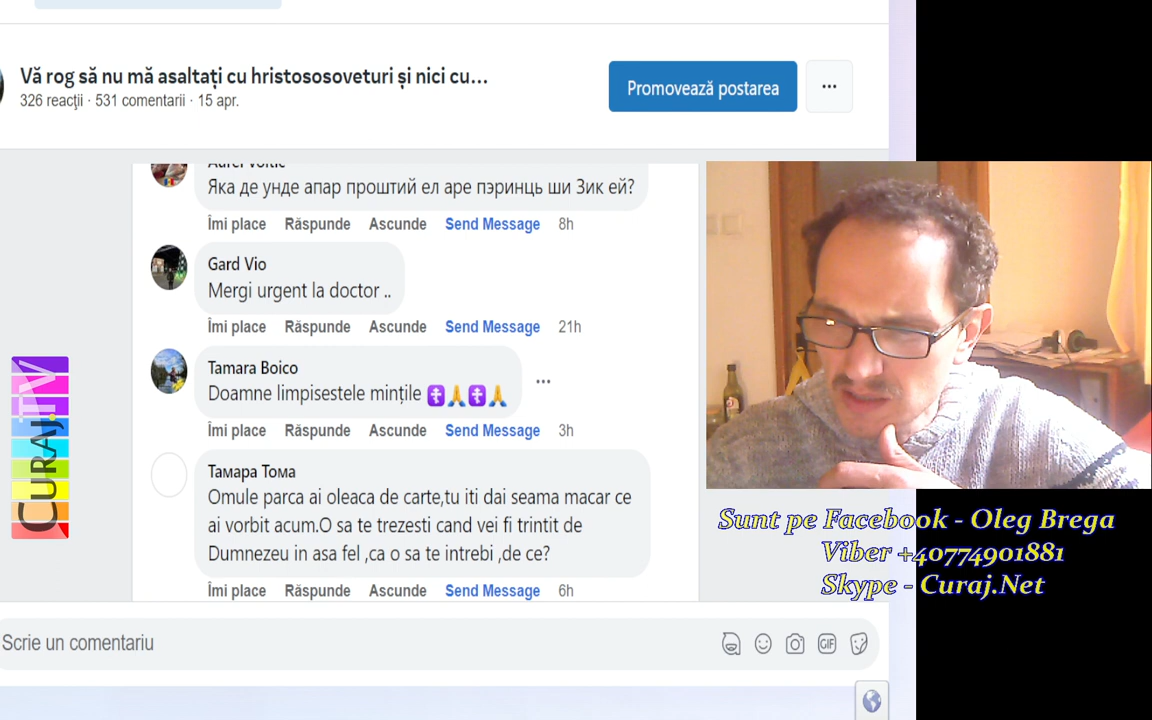 Vă rog să nu mă asaltați cu hristososoveturi și nici cu...
326 reacții · 531 comentarii · 15 apr.
Promovează postarea
Яка де унде апар проштий ел аре пэринць ши Зик ей?
Îmi place Răspunde Ascunde Send Message 8h
Gard Vio
Mergi urgent la doctor ..
Îmi place Răspunde Ascunde Send Message 21h
Tamara Boico
Doamne limpisestele mințile
Îmi place Răspunde Ascunde Send Message 3h
Тамара Тома
Omule parca ai oleaca de carte,tu iti dai seama macar ce
ai vorbit acum.O sa te trezesti cand vei fi trintit de
Dumnezeu in asa fel ,ca o sa te intrebi ,de ce?
Îmi place Răspunde Ascunde Send Message 6h
Scrie un comentariu
GIF
CURAJ.TV
Sunt pe Facebook - Oleg Brega
Viber +40774901881
Skype - Curaj.Net